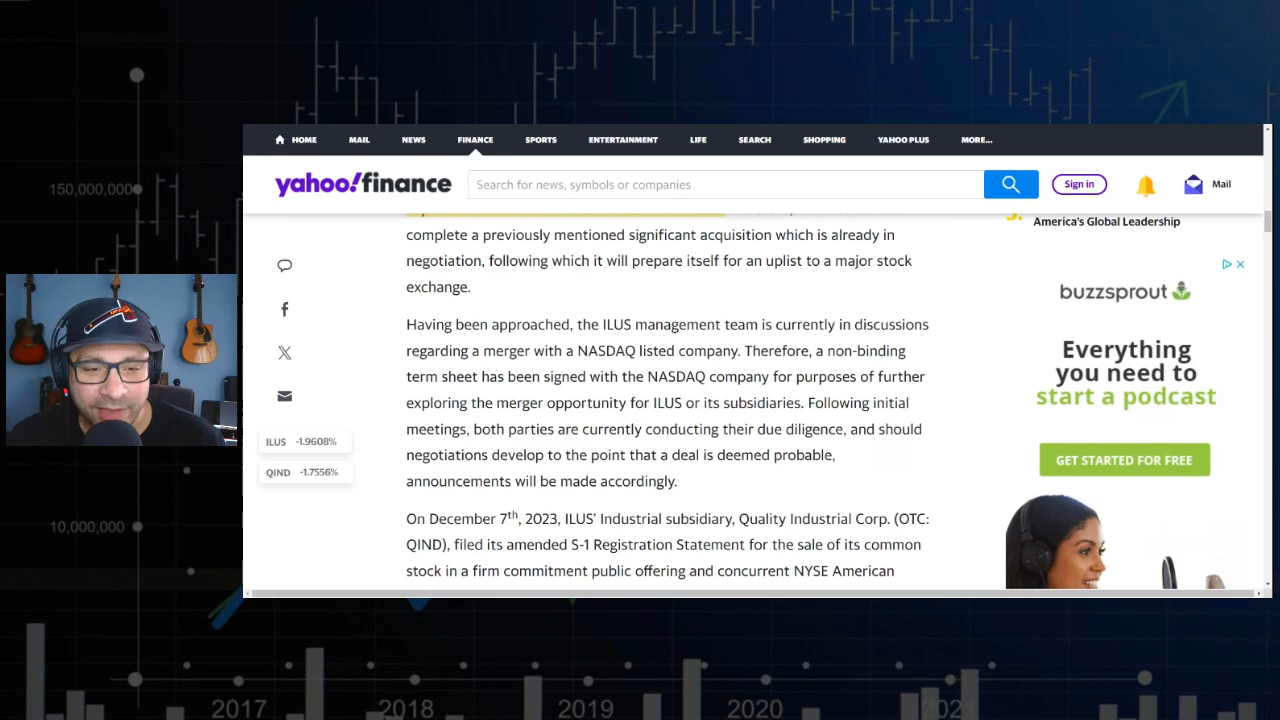 HOME MAIL NEWS FINANCE SPORTS ENTERTAINMENT LIFE SEARCH SHOPPING YAHOO PLUS MORE...
yahoo!finance
Search for news, symbols or companies
Sign in
Mail
150,000,000
10,000,000
complete a previously mentioned significant acquisition which is already in
negotiation, following which it will prepare itself for an uplist to a major stock
exchange.
Having been approached, the ILUS management team is currently in discussions
regarding a merger with a NASDAQ listed company. Therefore, a non-binding
term sheet has been signed with the NASDAQ company for purposes of further
exploring the merger opportunity for ILUS or its subsidiaries. Following initial
meetings, both parties are currently conducting their due diligence, and should
negotiations develop to the point that a deal is deemed probable,
announcements will be made accordingly.
On December 7th, 2023, ILUS' Industrial subsidiary, Quality Industrial Corp. (OTC:
QIND), filed its amended S-1 Registration Statement for the sale of its common
stock in a firm commitment public offering and concurrent NYSE American
ILUS -1.9608%
QIND -1.7556%
America's Global Leadership
buzzsprout
Everything
you need to
start a podcast
GET STARTED FOR FREE
2017 2018 2019 2020 2021